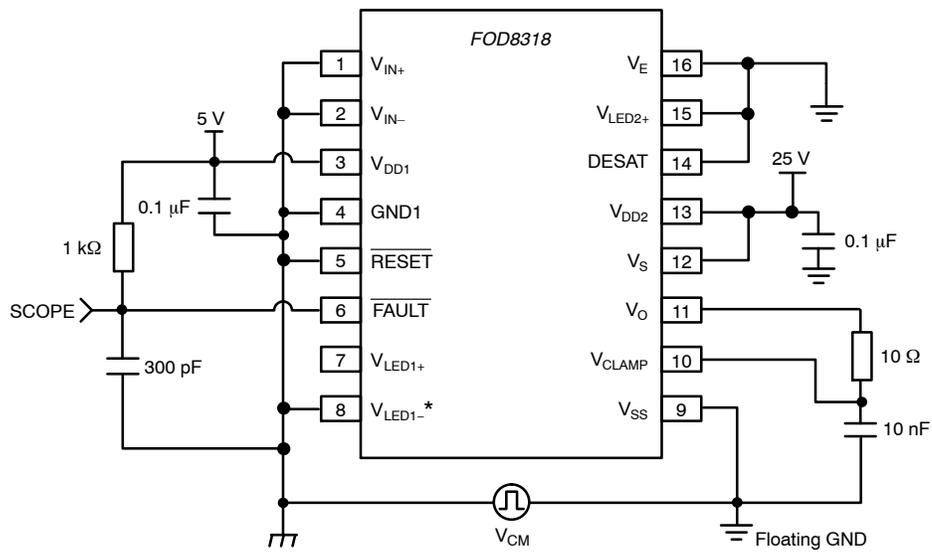 FOD8318
1 V_IN+
V_E 16
2 V_IN–
V_LED2+ 15
5 V
3 V_DD1
DESAT 14
25 V
0.1 μF
4 GND1
V_DD2 13
1 kΩ
5 RESET
V_S 12
0.1 μF
SCOPE
6 FAULT
V_O 11
300 pF
7 V_LED1+
V_CLAMP 10
10 Ω
8 V_LED1–*
V_SS 9
10 nF
V_CM
Floating GND